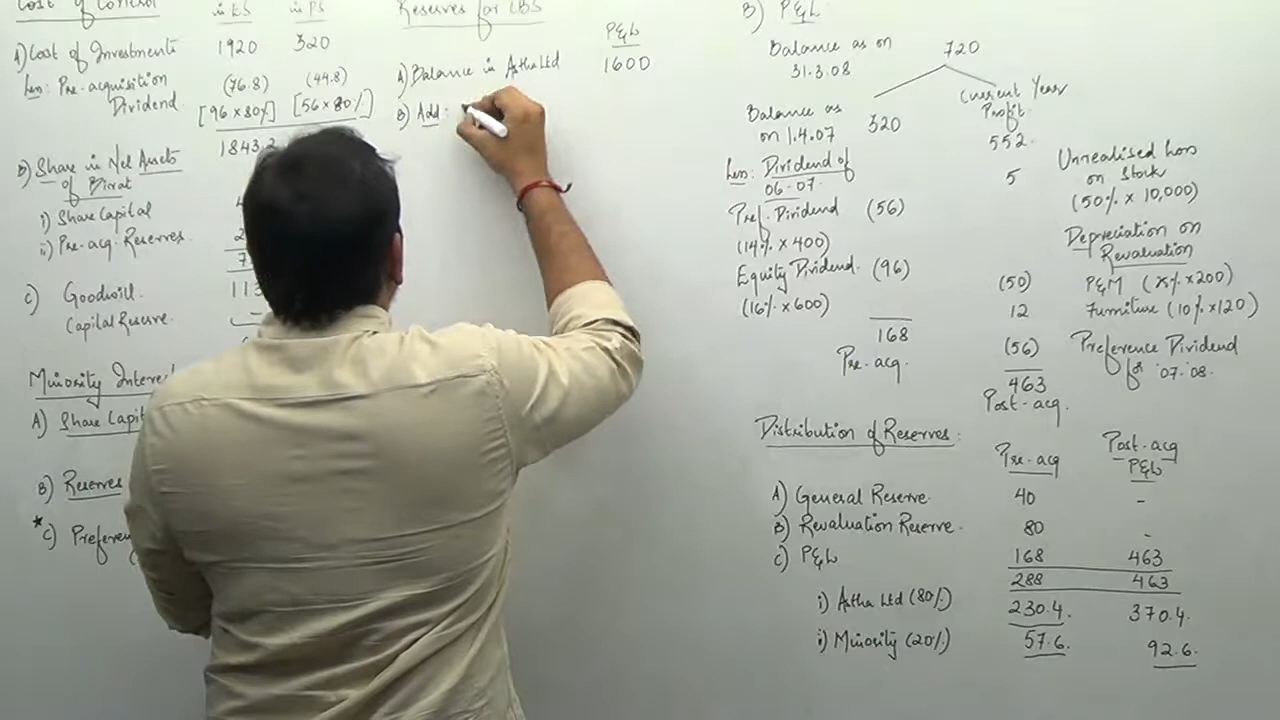 Cost of Control
in ES
in PS
A) Cost of Investments 1920 320
Less: Pre-acquisition (76.8) (44.8)
Dividend. [96 x 80%] [56 x 80%]
1843.2
B) Share in Net Assets
of Birat
i) Share Capital
ii) Pre-acq. Reserves.
C) Goodwill.
Capital Reserve. -
Minority Interest
A) Share Capit
B) Reserves
* C) Prefer
Reserves for CBS
P&L
A) Balance in Astha Ltd 1600
B) Add:
B) P&L
Balance as on 720
31.3.08
Balance as
on 1.4.07 320
Current Year
Profit.
552.
Less: Dividend of
06-07.
Pref. Dividend (56)
(14% x 400)
Equity Dividend. (96)
(16% x 600)
168
Pre-acq.
5 Unrealised Loss
on Stock
(50% x 10,000)
Depreciation on
Revaluation
(50) P&M ( % x 200)
12 Furniture (10% x 120)
(56) Preference Dividend
for '07-'08.
463
Post-acq.
Distribution of Reserves:
Pre-acq Post-acq
P&L
A) General Reserve. 40 -
B) Revaluation Reserve. 80 -
C) P&L 168 463
288 463
i) Astha Ltd (80%) 230.4. 370.4.
ii) Minority (20%) 57.6. 92.6.